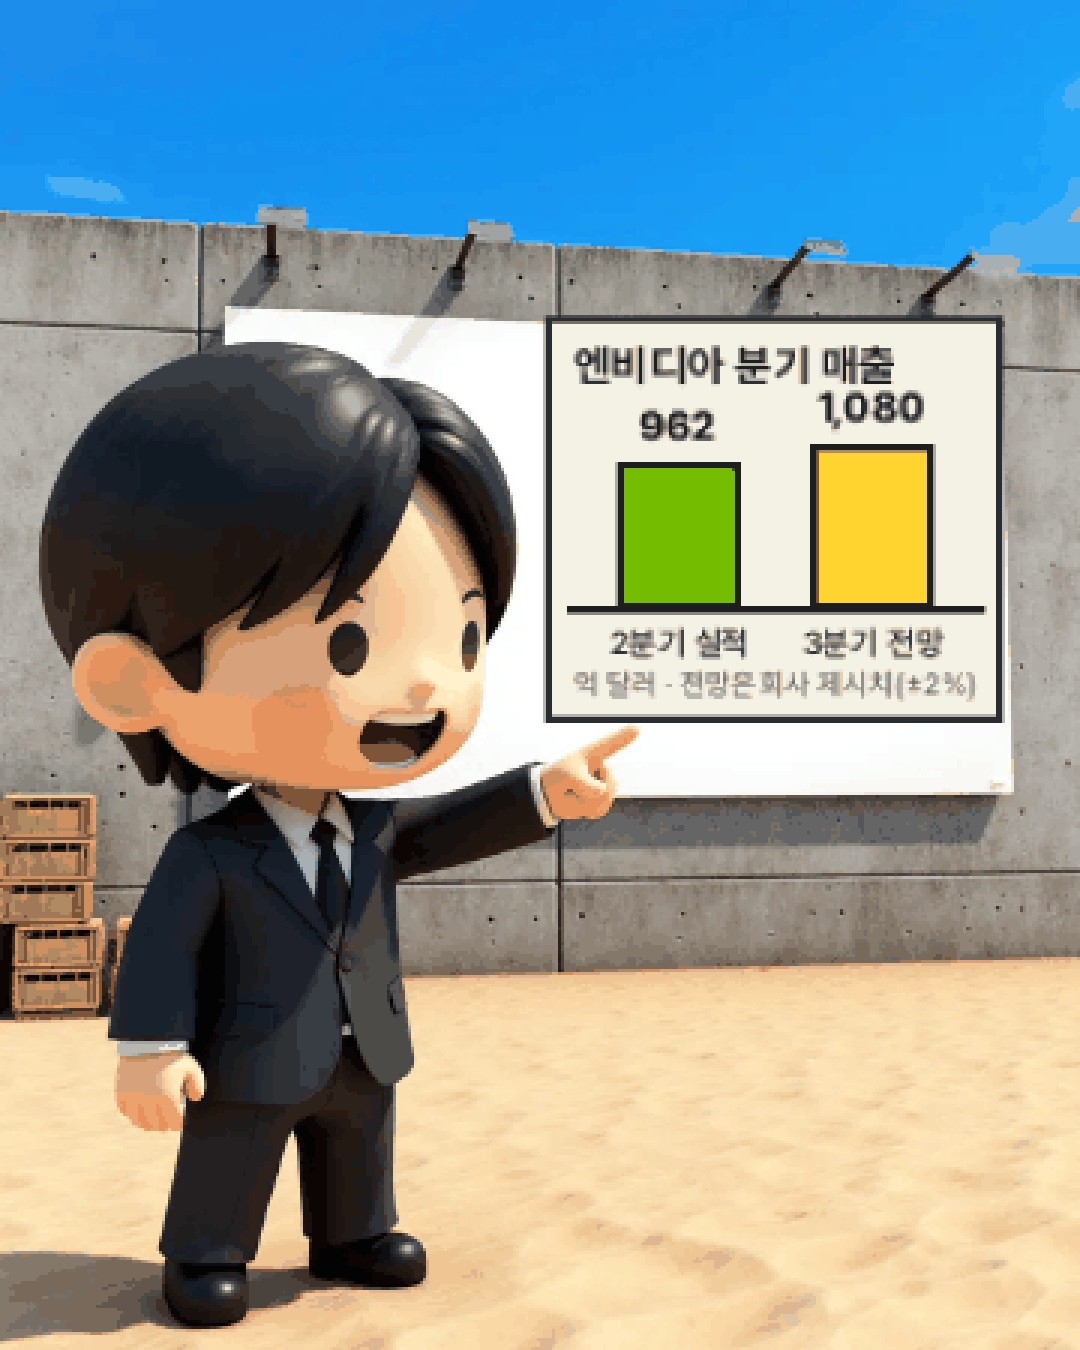 엔비디아 분기 매출
962
1,080
2분기 실적
3분기 전망
억 달러 - 전망은 회사 제시치(±2%)